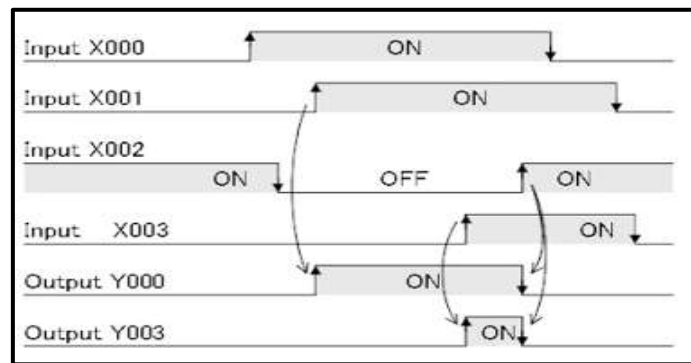 Input X000
ON
Input X001
ON
Input X002
ON
OFF
ON
Input X003
ON
Output Y000
ON
Output Y003
ON